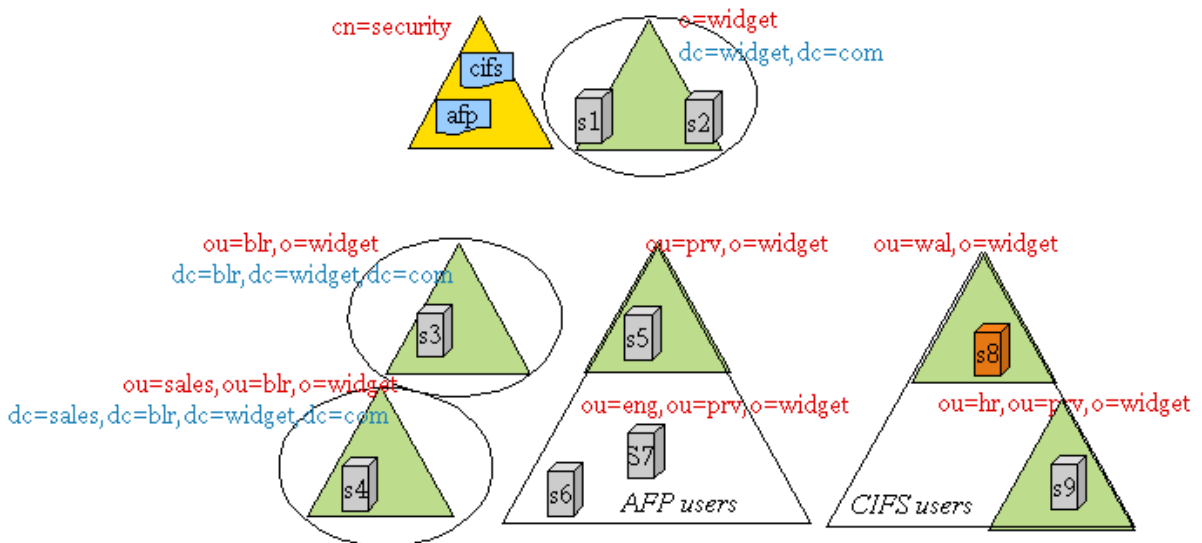 cn=security
o=widget
dc=widget,dc=com
cifs
afp
s1
s2
ou=blr,o=widget
dc=blr,dc=widget,dc=com
s3
ou=prv,o=widget
s5
ou=wal,o=widget
s8
ou=sales,ou=blr,o=widget
dc=sales,dc=blr,dc=widget,dc=com
s4
ou=eng,ou=prv,o=widget
S7
s6
AFP users
ou=hr,ou=prv,o=widget
s9
CIFS users